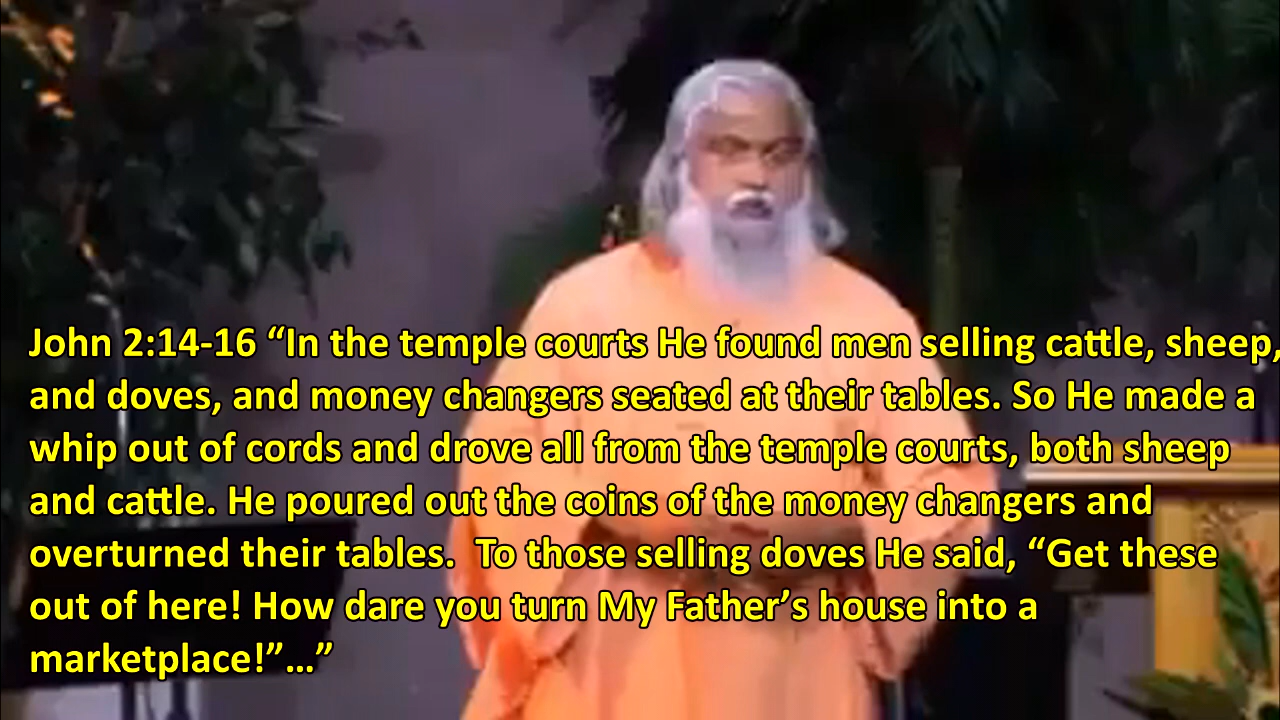 John 2:14-16 “In the temple courts He found men selling cattle, sheep,
and doves, and money changers seated at their tables. So He made a
whip out of cords and drove all from the temple courts, both sheep
and cattle. He poured out the coins of the money changers and
overturned their tables.  To those selling doves He said, “Get these
out of here! How dare you turn My Father’s house into a
marketplace!”…”